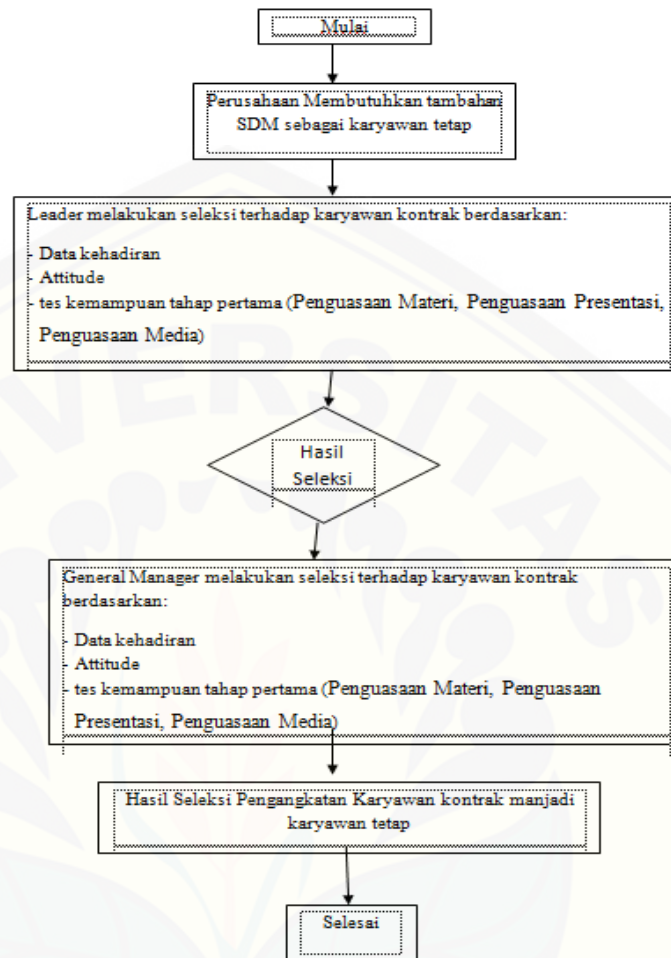 Mulai
Perusahaan Membutuhkan tambahan
SDM sebagai karyawan tetap
Leader melakukan seleksi terhadap karyawan kontrak berdasarkan:
- Data kehadiran
- Attitude
- tes kemampuan tahap pertama (Penguasaan Materi, Penguasaan Presentasi,
Penguasaan Media)
Hasil
Seleksi
General Manager melakukan seleksi terhadap karyawan kontrak
berdasarkan:
- Data kehadiran
- Attitude
- tes kemampuan tahap pertama (Penguasaan Materi, Penguasaan
Presentasi, Penguasaan Media)
Hasil Seleksi Pengangkatan Karyawan kontrak manjadi
karyawan tetap
Selesai
VERSITAS